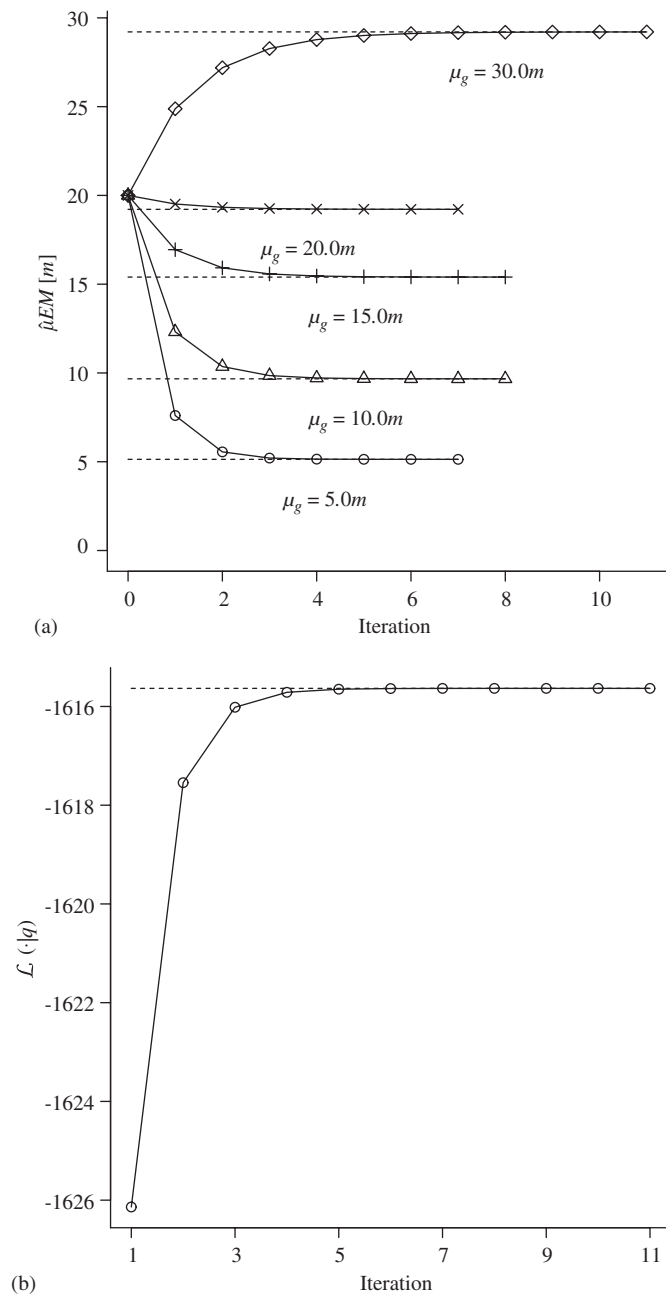 30
25
20
15
10
5
0
μ̂EM [m]
μg = 30.0m
μg = 20.0m
μg = 15.0m
μg = 10.0m
μg = 5.0m
0 2 4 6 8 10
(a) Iteration
-1616
-1618
-1620
-1622
-1624
-1626
ℒ (·|q)
1 3 5 7 9 11
(b) Iteration